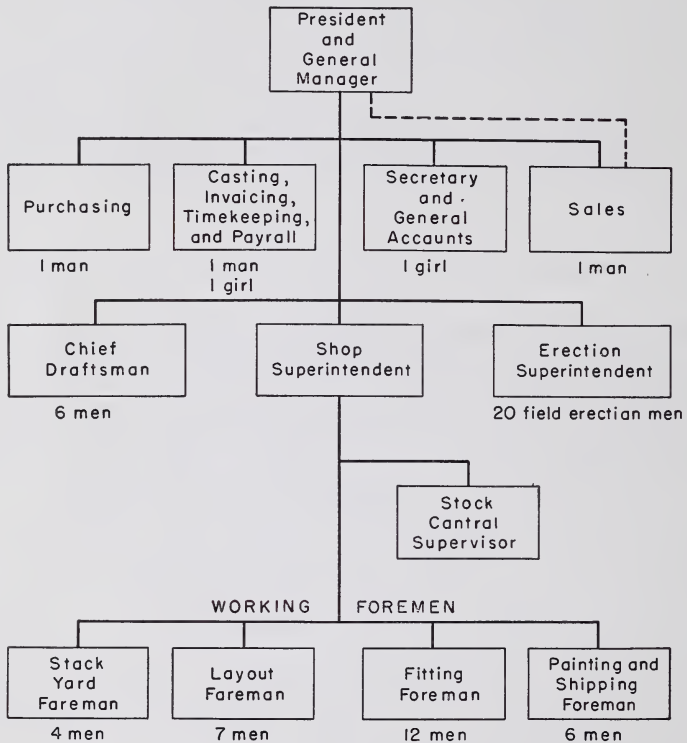 President
and
General
Manager
Purchasing
1 man
Casting,
Invaicing,
Timekeeping,
and Payrall
1 man
1 girl
Secretary
and
General
Accaunts
1 girl
Sales
1 man
Chief
Draftsman
6 men
Shop
Superintendent
Erection
Superintendent
20 field erectian men
Stock
Cantral
Supervisor
WORKING FOREMEN
Stack
Yard
Fareman
4 men
Layout
Fareman
7 men
Fitting
Foreman
12 men
Painting and
Shipping
Foreman
6 men